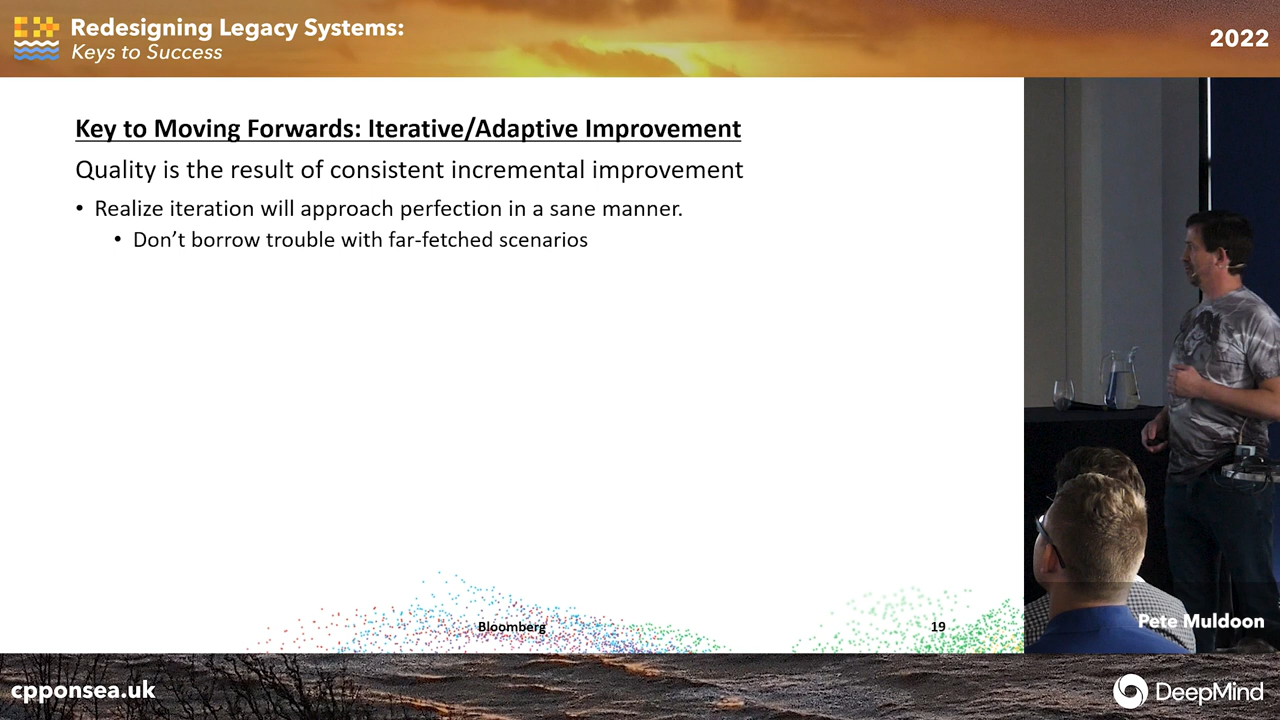 Redesigning Legacy Systems:
Keys to Success
2022
Key to Moving Forwards: Iterative/Adaptive Improvement
Quality is the result of consistent incremental improvement
• Realize iteration will approach perfection in a sane manner.
• Don’t borrow trouble with far-fetched scenarios
Bloomberg
19
Pete Muldoon
cpponsea.uk
DeepMind